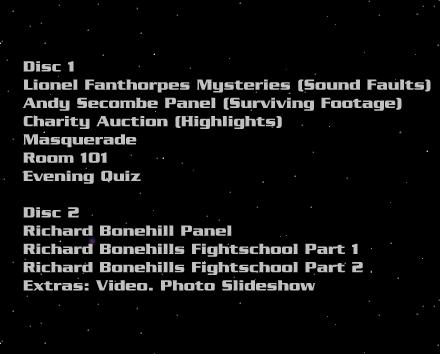 Disc 1
Lionel Fanthorpes Mysteries (Sound Faults)
Andy Secombe Panel (Surviving Footage)
Charity Auction (Highlights)
Masquerade
Room 101
Evening Quiz
Disc 2
Richard Bonehill Panel
Richard Bonehills Fightschool Part 1
Richard Bonehills Fightschool Part 2
Extras: Video. Photo Slideshow